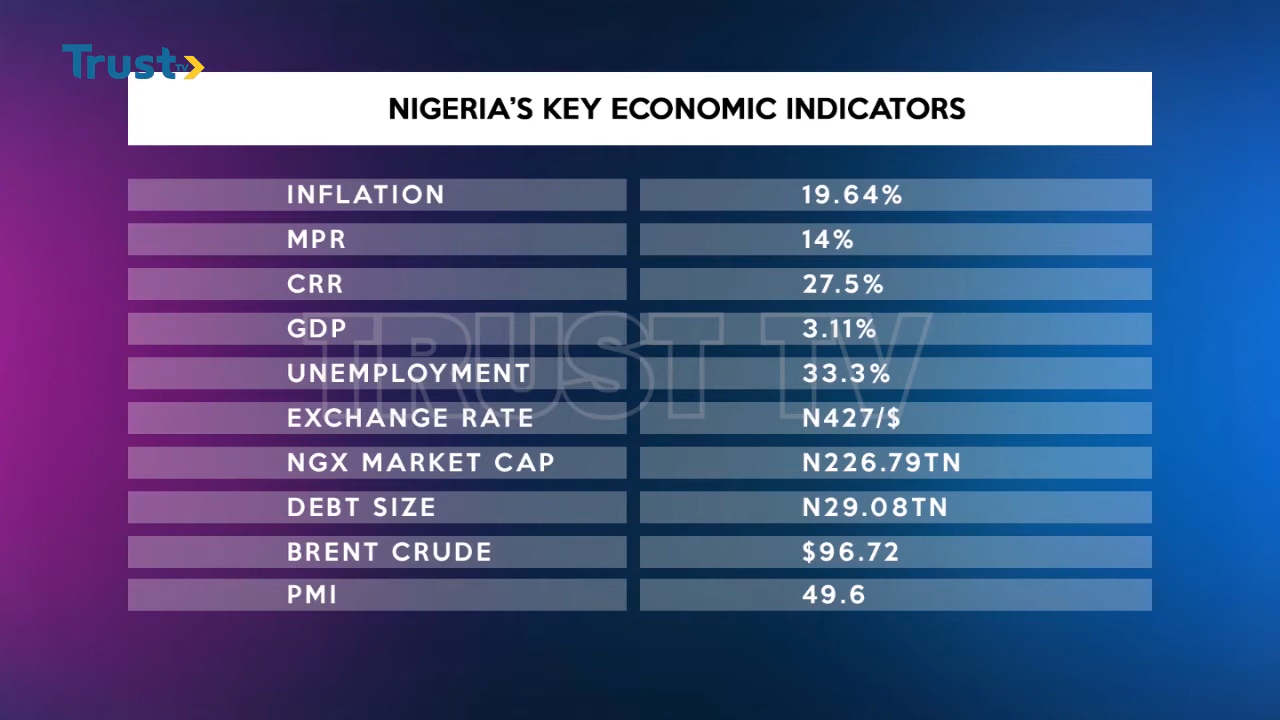 Trust TV
NIGERIA'S KEY ECONOMIC INDICATORS
INFLATION 19.64%
MPR 14%
CRR 27.5%
GDP 3.11%
TRUST TV
UNEMPLOYMENT 33.3%
EXCHANGE RATE N427/$
NGX MARKET CAP N226.79TN
DEBT SIZE N29.08TN
BRENT CRUDE $96.72
PMI 49.6